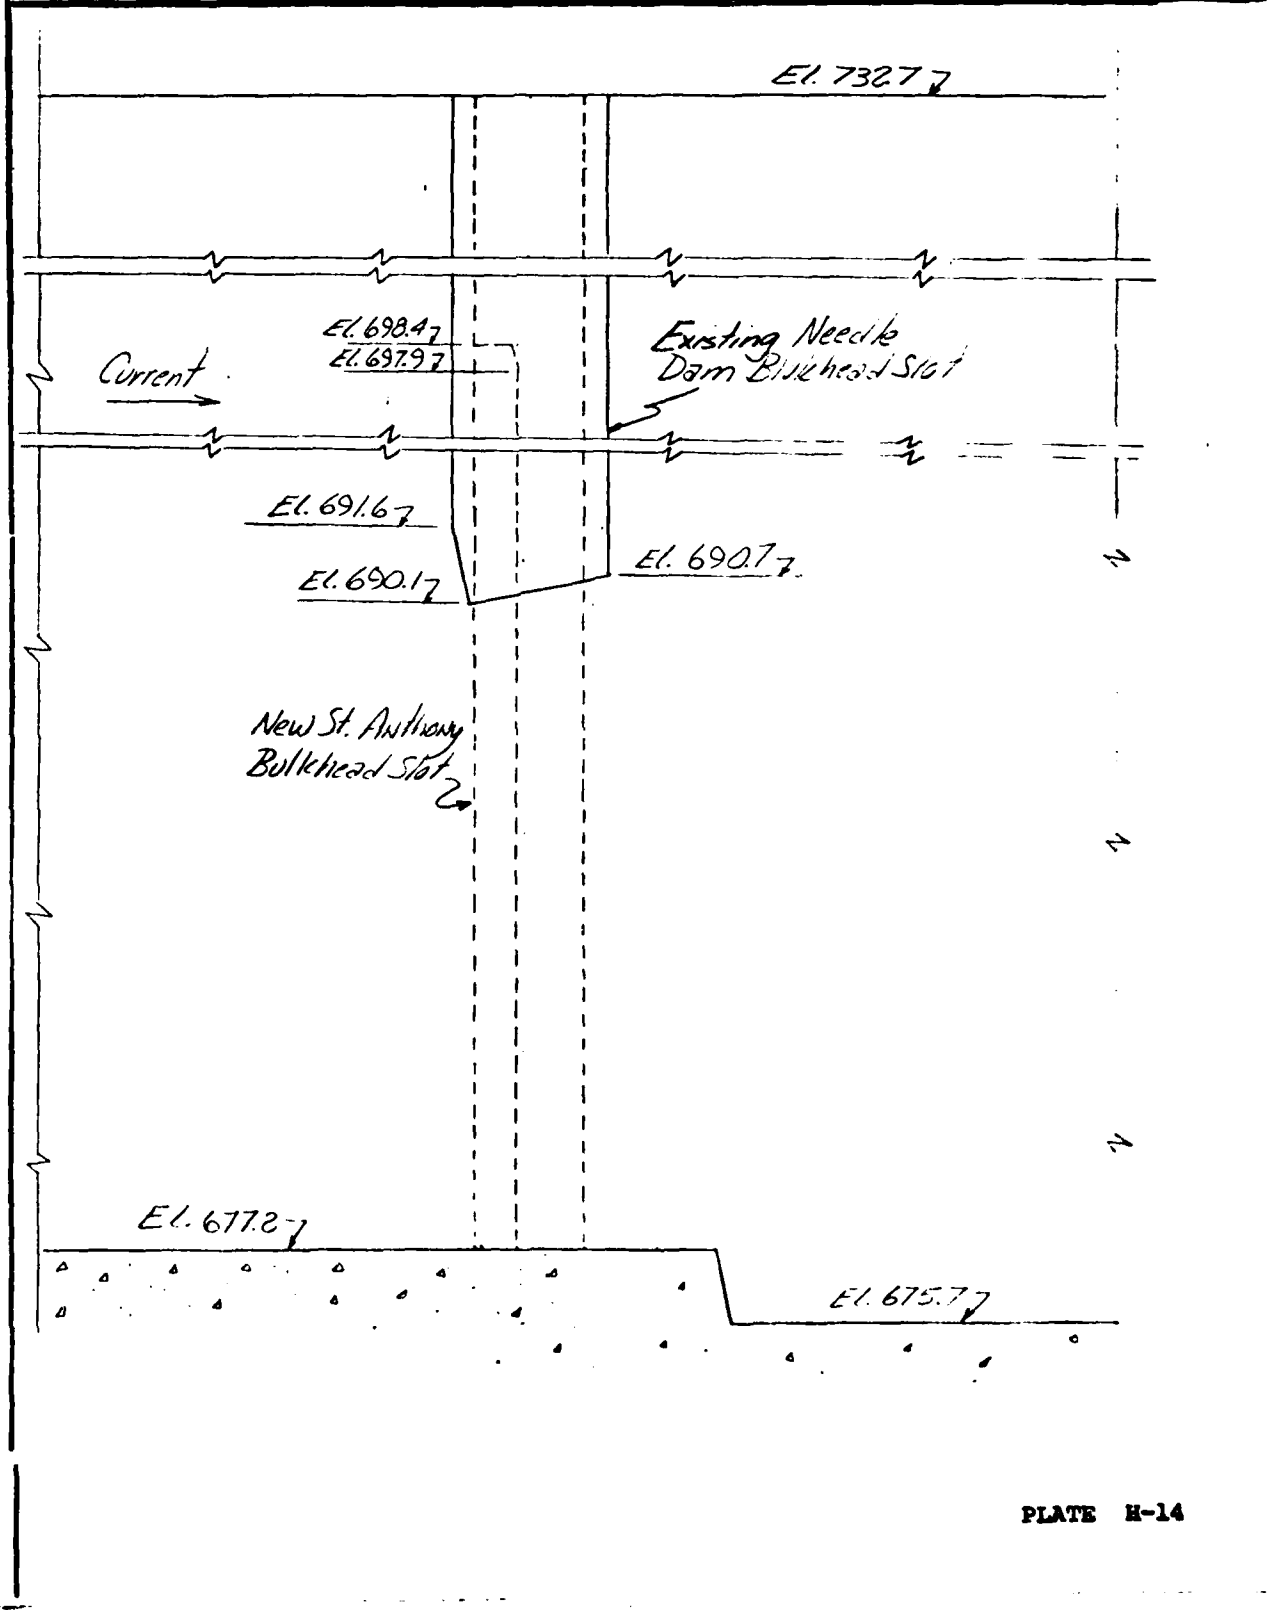 El. 732.7
El. 698.4
El. 697.9
Existing Needle
Dam Bulkhead Slot
Current
El. 691.6
El. 690.7
El. 690.1
New St. Anthony
Bulkhead Slot
El. 677.2
El. 675.7
PLATE H-14